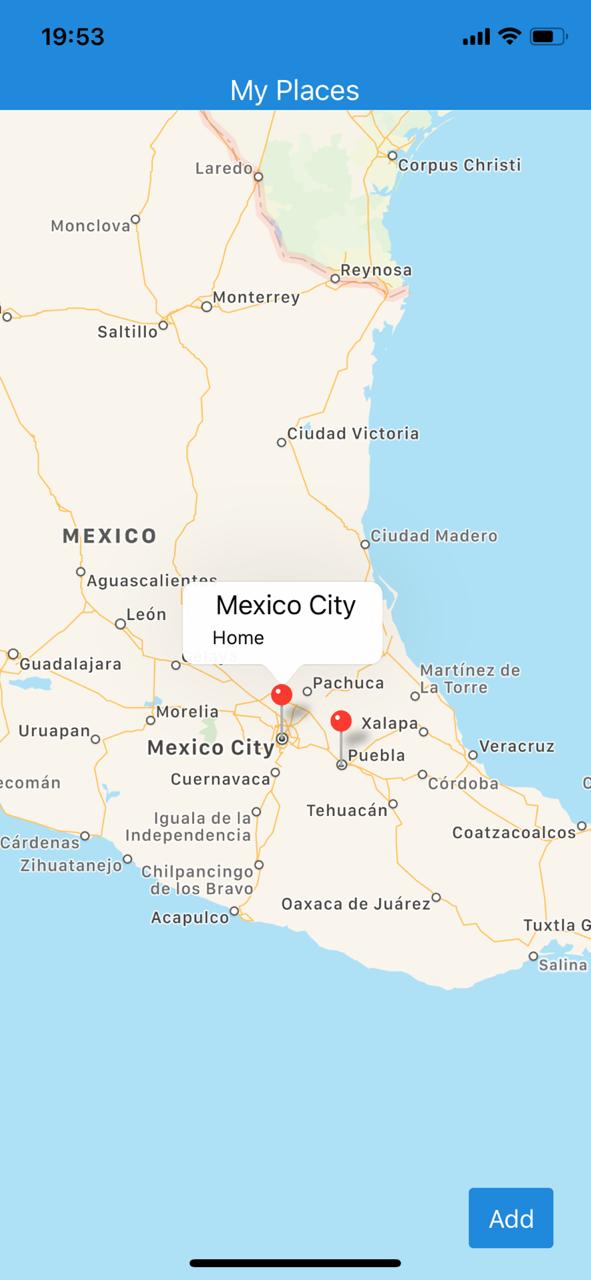 19:53
My Places
Laredo
Corpus Christi
Monclova
Reynosa
Monterrey
Saltillo
Ciudad Victoria
MEXICO
Ciudad Madero
Aguascalientes
Mexico City
Home
León
Celaya
Guadalajara
Martínez de
La Torre
Pachuca
Morelia
Xalapa
Uruapan
Mexico City
Veracruz
Puebla
Cuernavaca
ecomán
Córdoba
C
Tehuacán
Iguala de la
Independencia
Coatzacoalcos
Cárdenas
Zihuatanejo
Chilpancingo
de los Bravo
Oaxaca de Juárez
Acapulco
Tuxtla G
Salina
Add